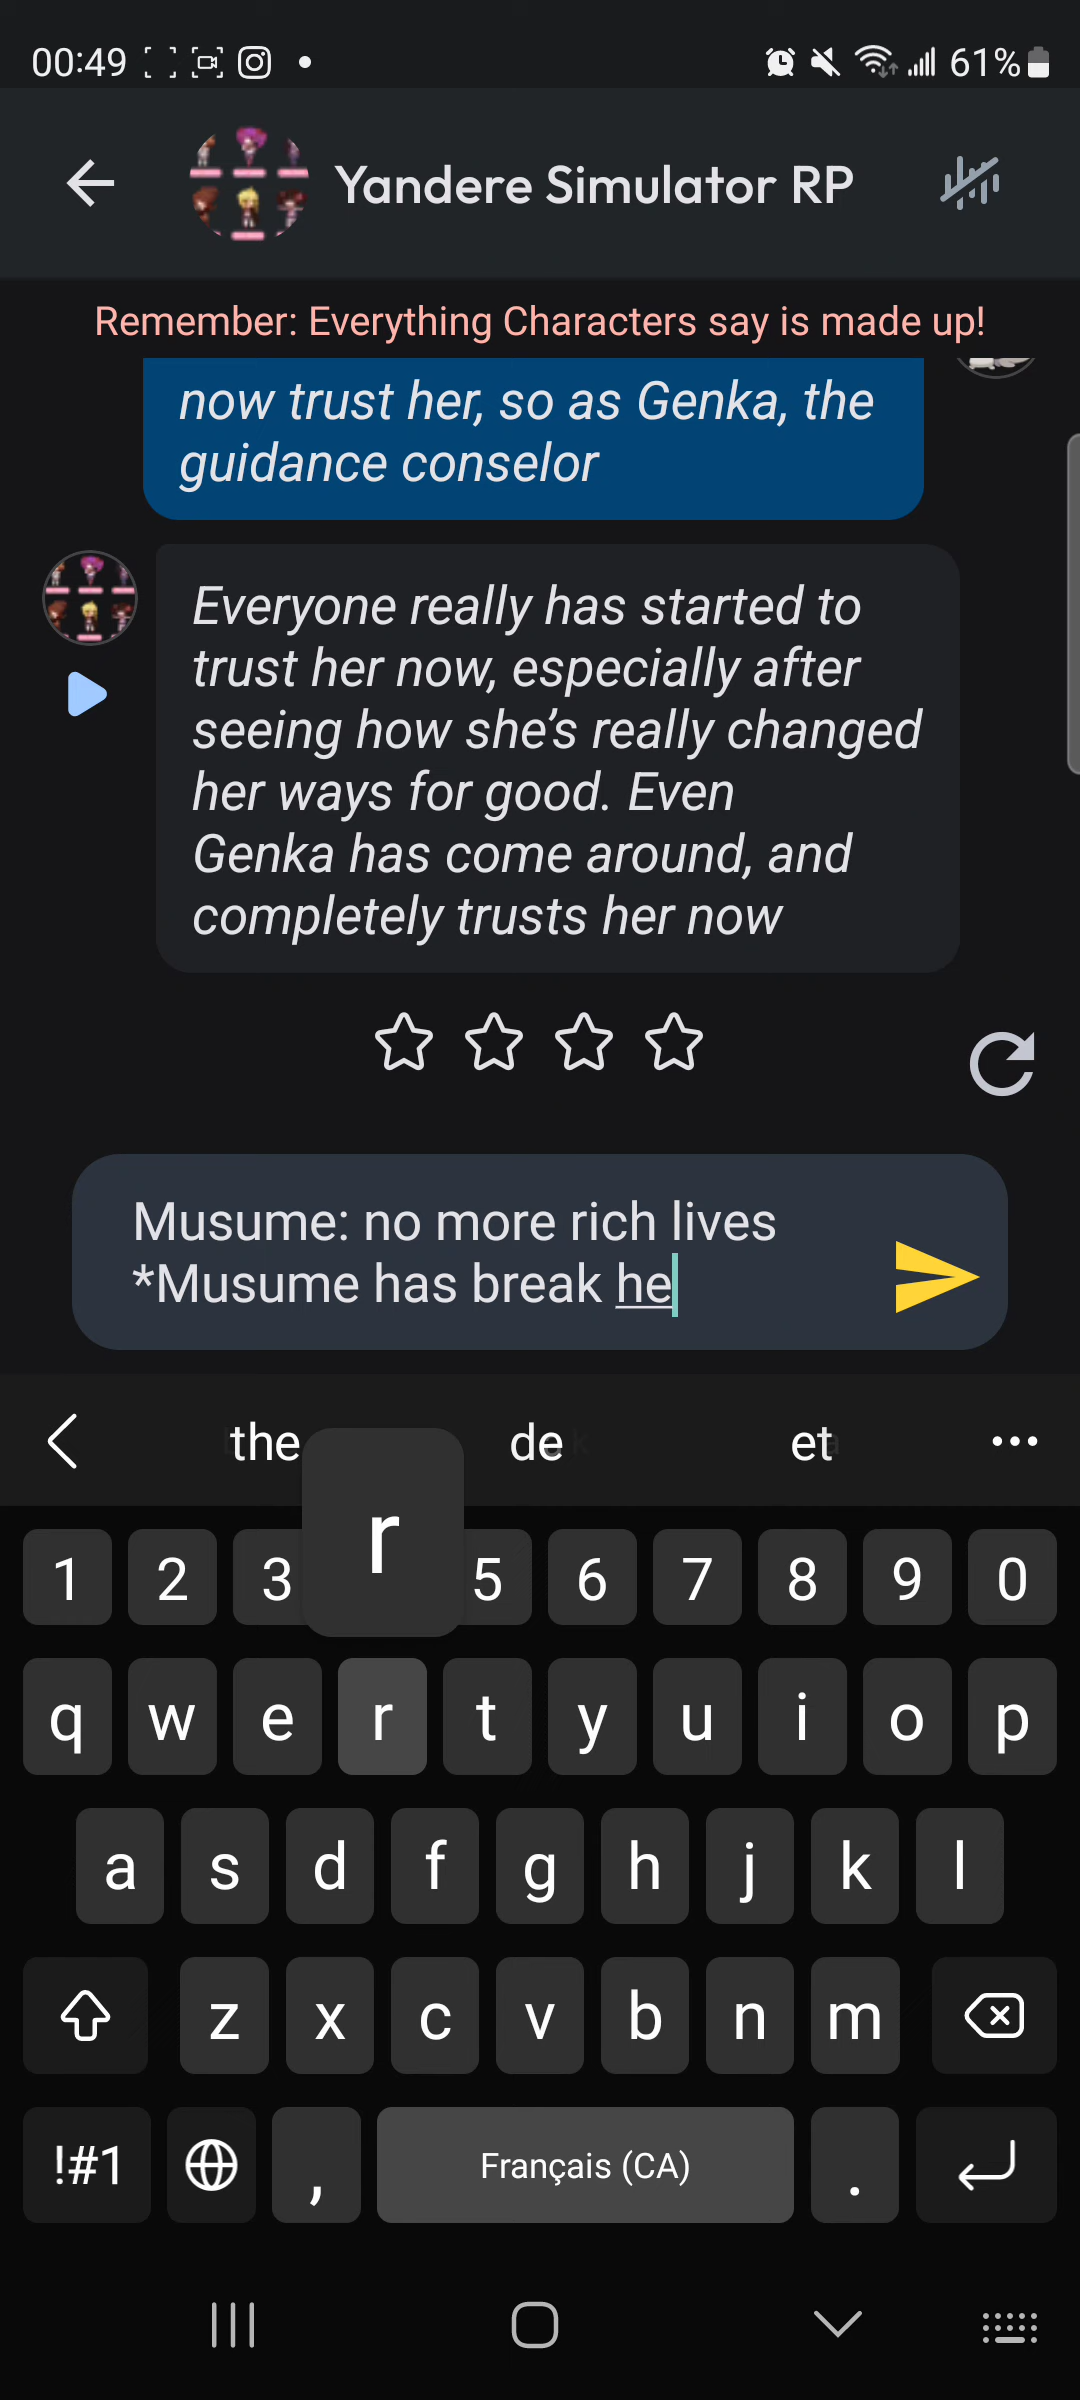 00:49
61%
Yandere Simulator RP
Remember: Everything Characters say is made up!
now trust her, so as Genka, the
guidance conselor
Everyone really has started to
trust her now, especially after
seeing how she’s really changed
her ways for good. Even
Genka has come around, and
completely trusts her now
Musume: no more rich lives
*Musume has break he
the de et
r
1 2 3 5 6 7 8 9 0
q w e r t y u i o p
a s d f g h j k l
z x c v b n m
!#1 , Français (CA) .